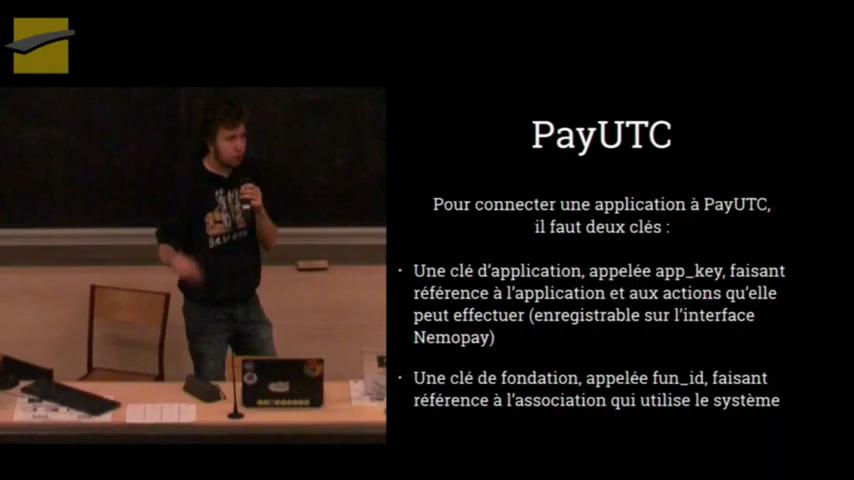 PayUTC
Pour connecter une application à PayUTC,
il faut deux clés :
· Une clé d'application, appelée app_key, faisant
référence à l'application et aux actions qu'elle
peut effectuer (enregistrable sur l'interface
Nemopay)
· Une clé de fondation, appelée fun_id, faisant
référence à l'association qui utilise le système